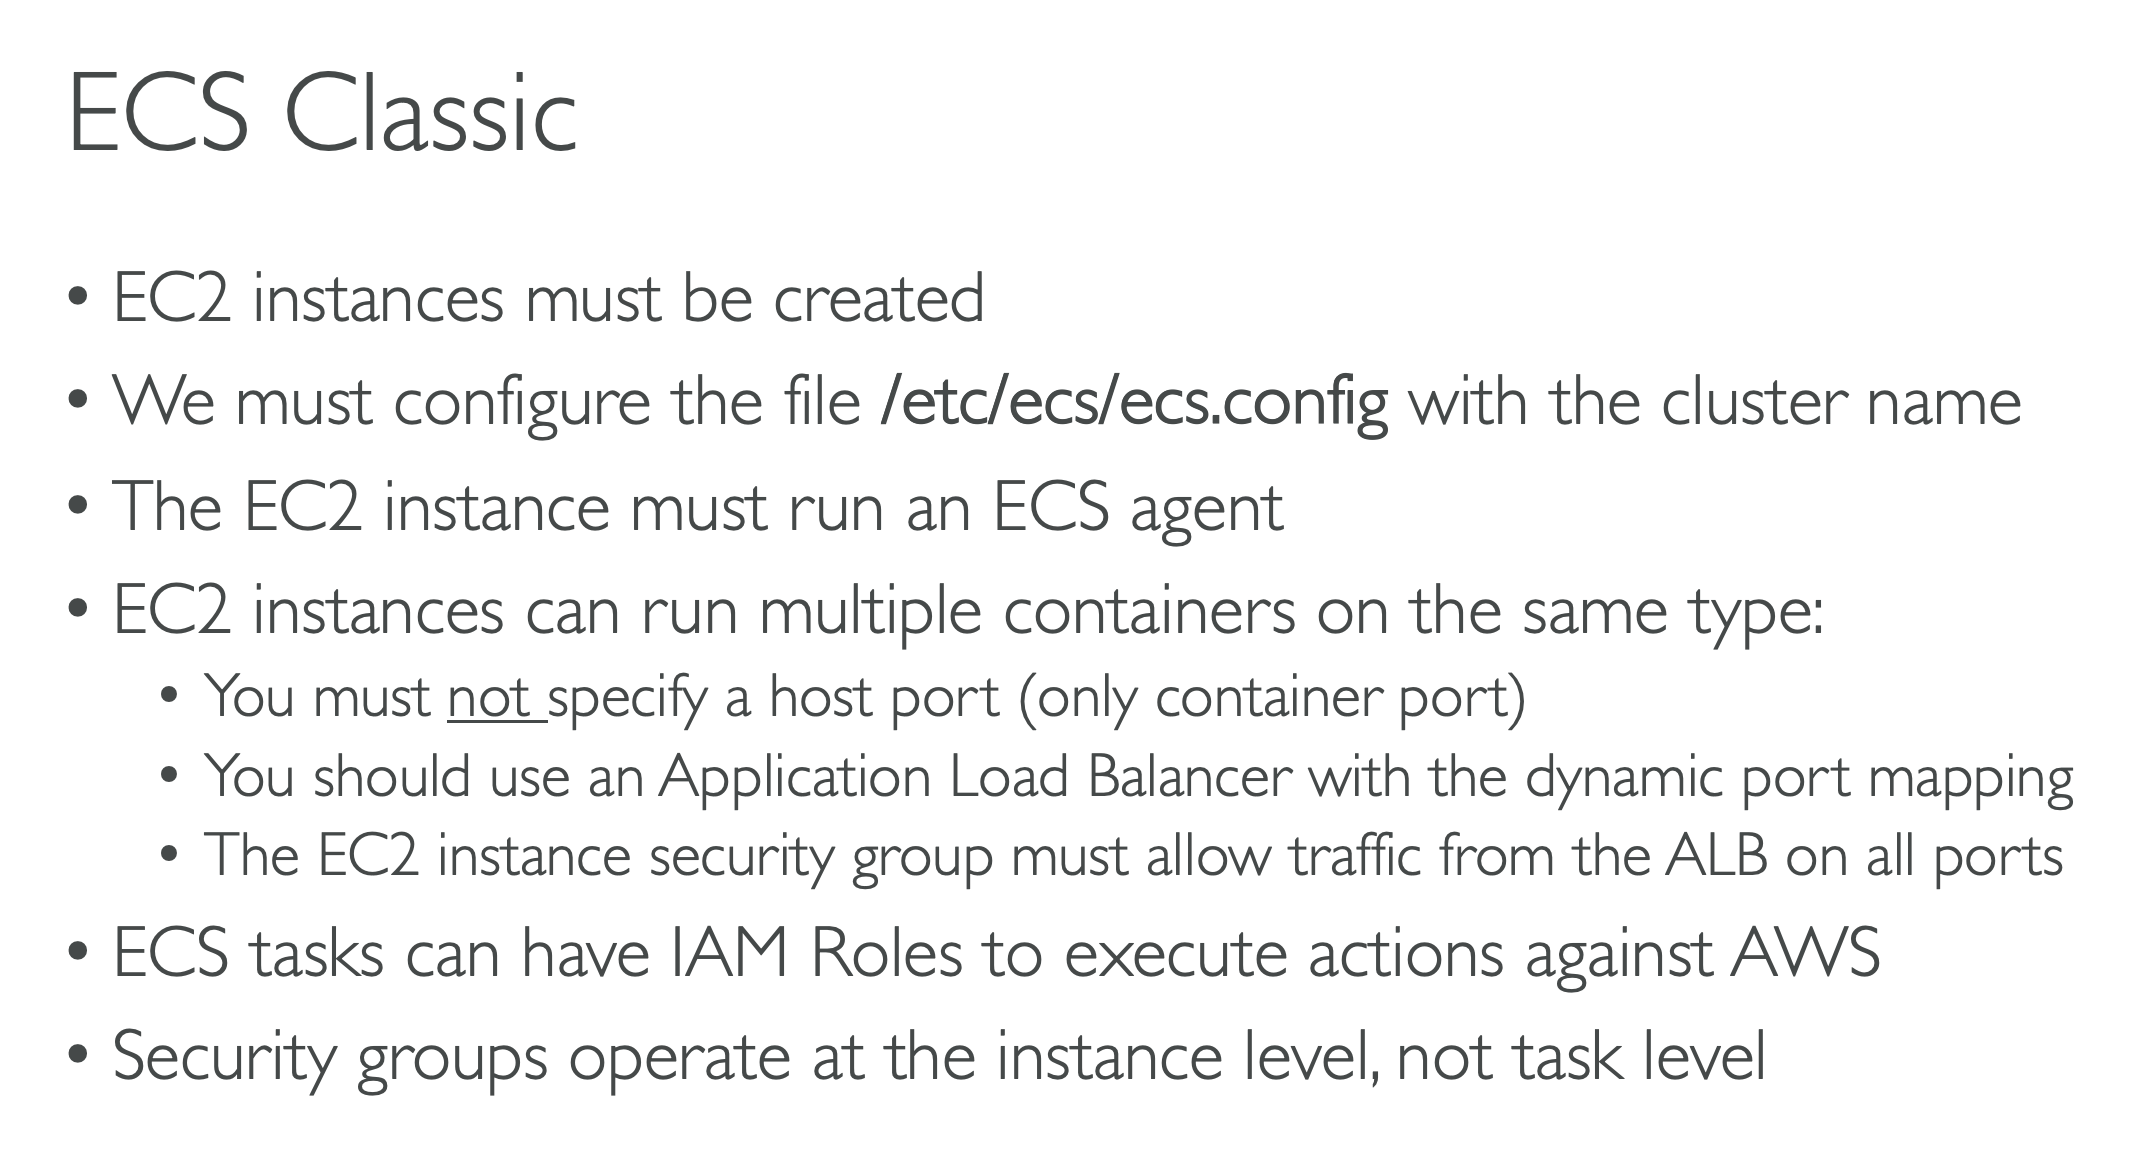 ECS Classic
• EC2 instances must be created
• We must configure the file /etc/ecs/ecs.config with the cluster name
• The EC2 instance must run an ECS agent
• EC2 instances can run multiple containers on the same type:
• You must not specify a host port (only container port)
• You should use an Application Load Balancer with the dynamic port mapping
• The EC2 instance security group must allow traffic from the ALB on all ports
• ECS tasks can have IAM Roles to execute actions against AWS
• Security groups operate at the instance level, not task level